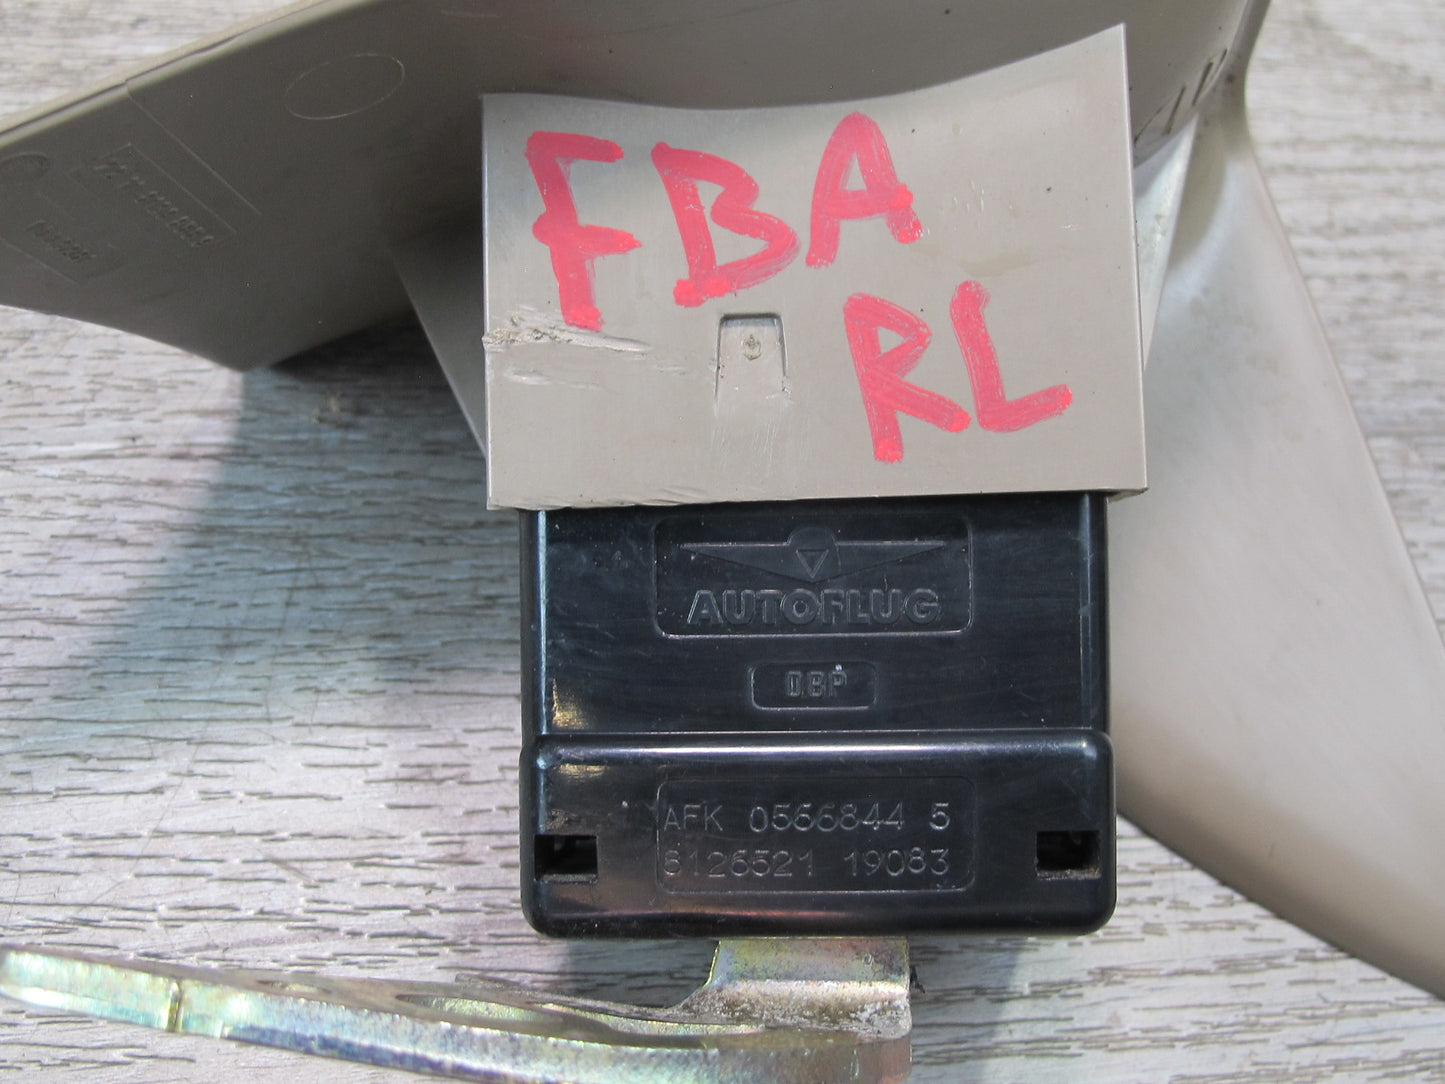 FBA
RL
AUTOFLUG
DBP
AFK 0566844 5
8126521 19083